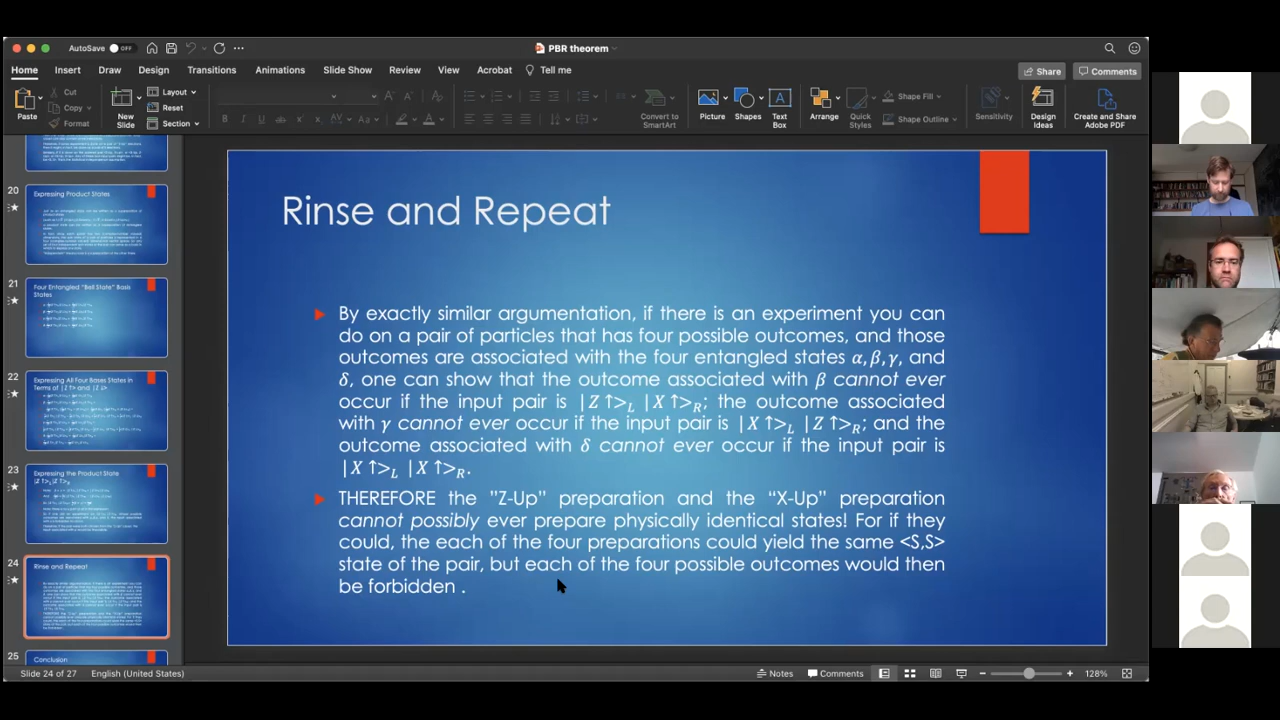 AutoSave OFF
PBR theorem
Home Insert Draw Design Transitions Animations Slide Show Review View Acrobat Tell me
Share Comments
Paste
Cut
Copy
Format
New Slide
Layout
Reset
Section
Convert to SmartArt
Picture
Shapes
Text Box
Arrange
Quick Styles
Shape Fill
Shape Outline
Sensitivity
Design Ideas
Create and Share Adobe PDF
20
Expressing Product States
21
Four Entangled "Bell State" Basis
States
22
Expressing All Four Bases States in
Terms of |Z↑> and |Z↓>
23
Expressing the Product State
24
Rinse and Repeat
25
Conclusion
Rinse and Repeat
By exactly similar argumentation, if there is an experiment you can
do on a pair of particles that has four possible outcomes, and those
outcomes are associated with the four entangled states α, β, γ, and
δ, one can show that the outcome associated with β cannot ever
occur if the input pair is |Z↑>L |X↑>R; the outcome associated
with γ cannot ever occur if the input pair is |X↑>L |Z↑>R; and the
outcome associated with δ cannot ever occur if the input pair is
|X↑>L |X↑>R.
THEREFORE the "Z-Up" preparation and the "X-Up" preparation
cannot possibly ever prepare physically identical states! For if they
could, the each of the four preparations could yield the same <S,S>
state of the pair, but each of the four possible outcomes would then
be forbidden .
Slide 24 of 27 English (United States)
Notes Comments 128%